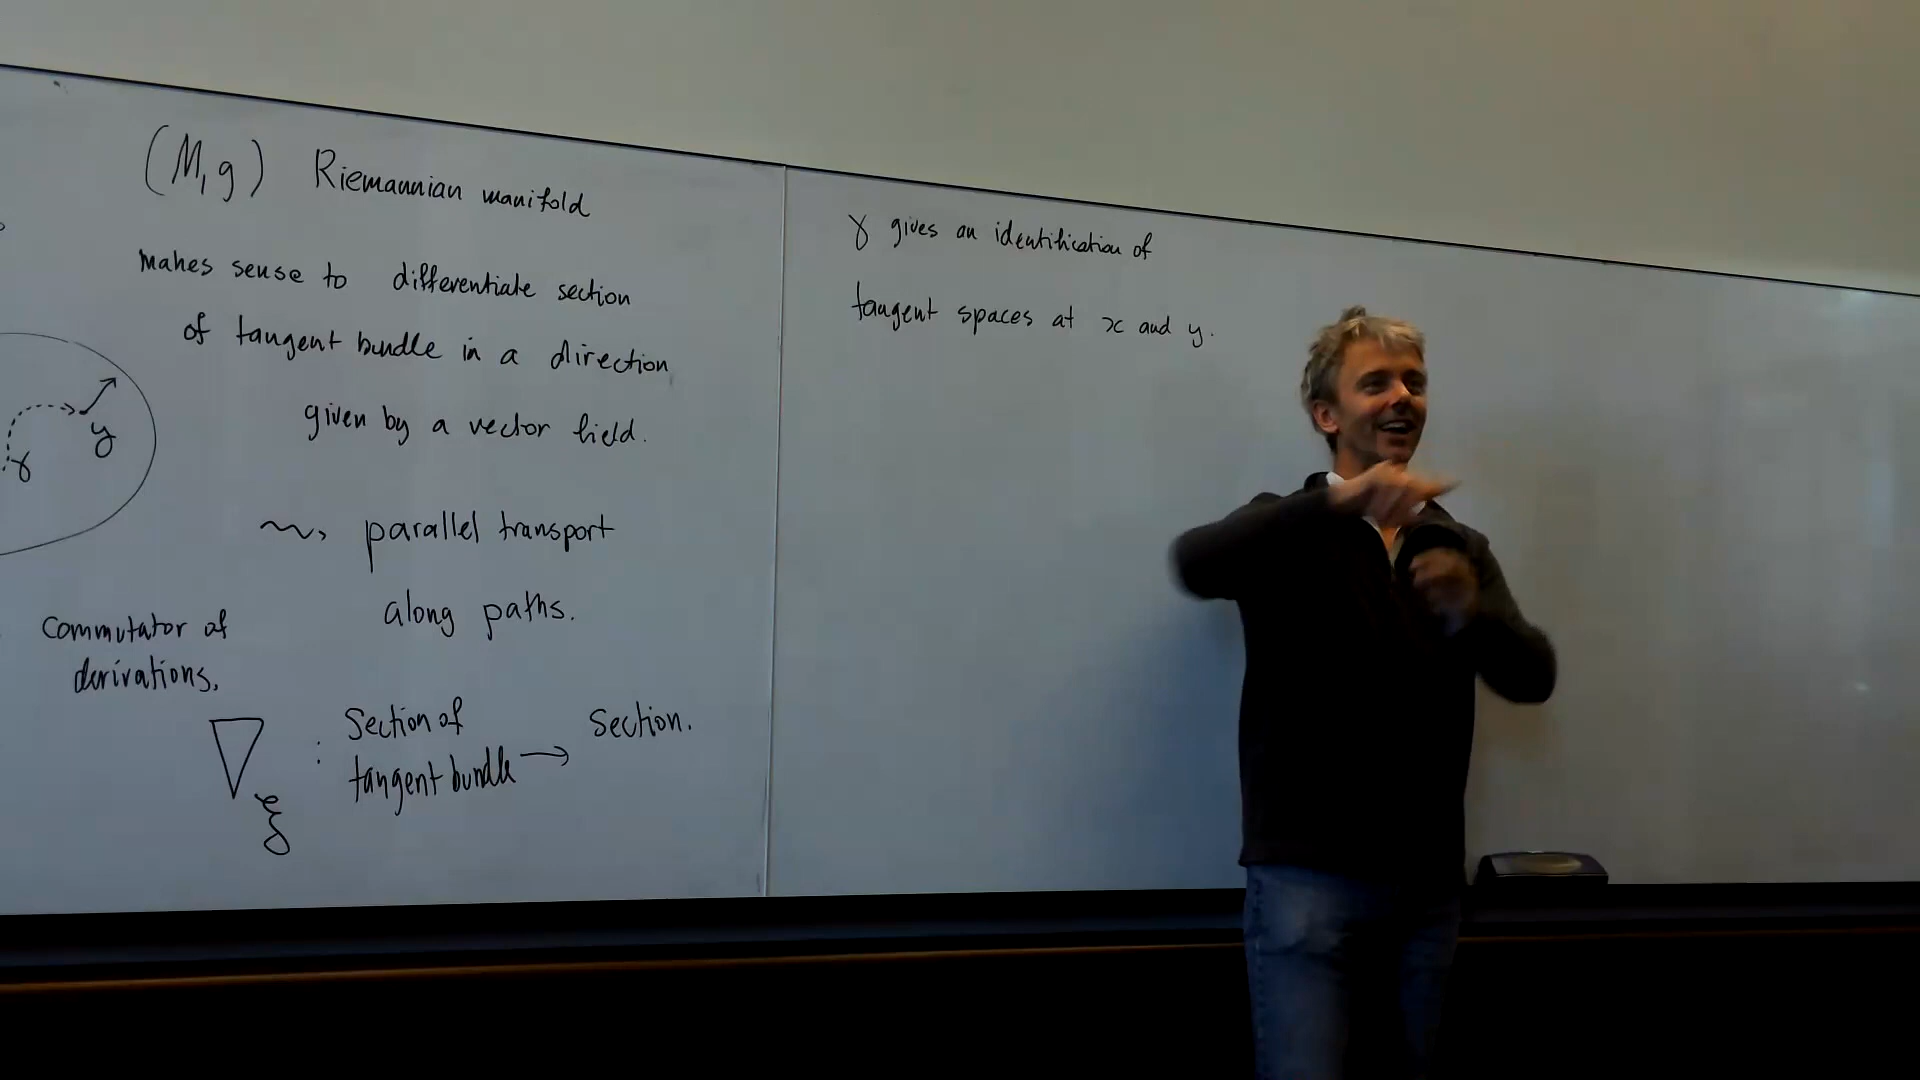 (M, g) Riemannian manifold
makes sense to differentiate section
of tangent bundle in a direction
given by a vector field.
y
γ
⇝ parallel transport
along paths.
Commutator of
derivations.
∇ξ : Section of tangent bundle → Section.
γ gives an identification of
tangent spaces at x and y.